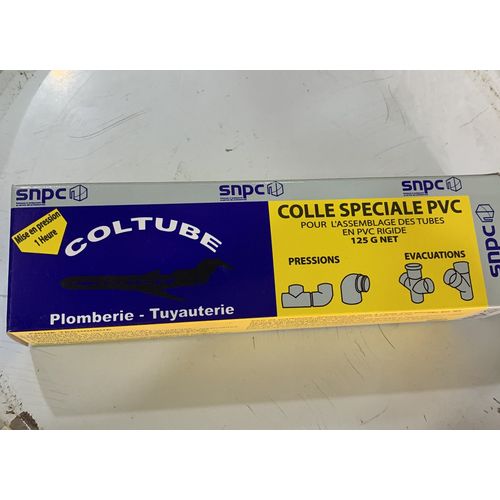 snpc
snpc
snpc
Mise en pression
1 Heure
COLTUBE
Plomberie - Tuyauterie
COLLE SPECIALE PVC
POUR L'ASSEMBLAGE DES TUBES
EN PVC RIGIDE
125 G NET
PRESSIONS
EVACUATIONS
snpc